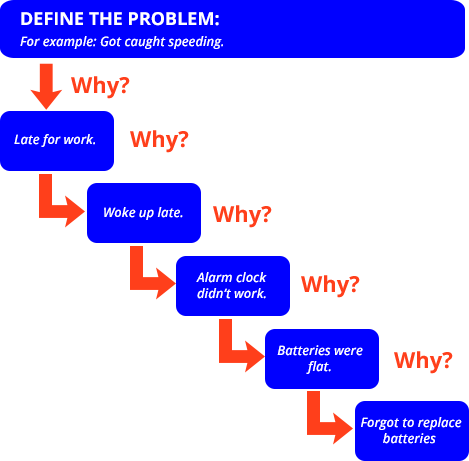 DEFINE THE PROBLEM:
For example: Got caught speeding.
Why?
Late for work.
Why?
Woke up late.
Why?
Alarm clock
didn't work.
Why?
Batteries were
flat.
Why?
Forgot to replace
batteries